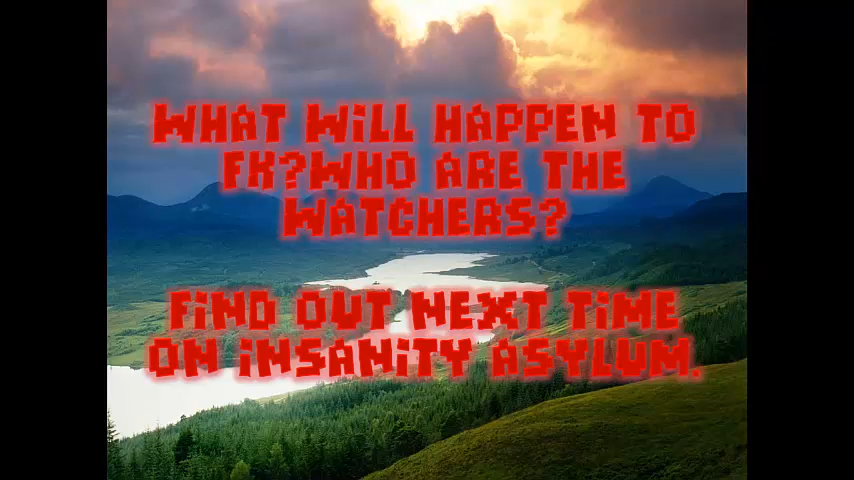 WHAT WILL HAPPEN TO
FK?WHO ARE THE
WATCHERS?
FIND OUT NEXT TIME
ON INSANITY ASYLUM.